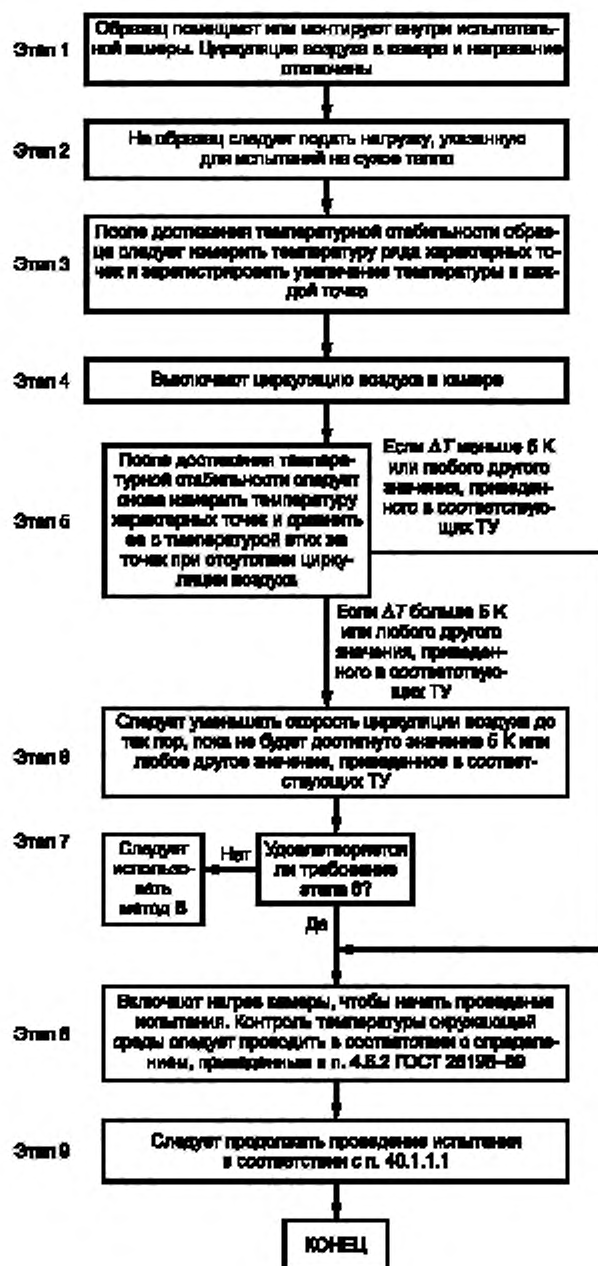 Этап 1
Образец помещают или монтируют внутри испытатель-
ной камеры. Циркуляция воздуха в камере и нагревание
отключены
Этап 2
На образец следует подать нагрузку, указанную
для испытаний на сухое тепло
Этап 3
После достижения температурной стабильности образ-
ца следует измерить температуру ряда характерных то-
чек и зарегистрировать увеличение температуры в каж-
дой точке
Этап 4
Включают циркуляцию воздуха в камере
Этап 5
После достижения темпера-
турной стабильности следует
снова измерить температуру
характерных точек и сравнить
ее с температурой этих же
точек при отсутствии цирку-
ляции воздуха
Если ΔT меньше 5 К
или любого другого
значения, приведен-
ного в соответствую-
щих ТУ
Если ΔT больше 5 К
или любого другого
значения, приведен-
ного в соответствую-
щих ТУ
Этап 6
Следует уменьшать скорость циркуляции воздуха до
тех пор, пока не будет достигнуто значение 5 К или
любое другое значение, приведенное в соответ-
ствующих ТУ
Этап 7
Следует
использо-
вать
метод В
Нет
Удовлетворяется
ли требование
этапа 6?
Да
Этап 8
Включают нагрев камеры, чтобы начать проведение
испытания. Контроль температуры окружающей
среды следует проводить в соответствии с определе-
нием, приведенным в п. 4.6.2 ГОСТ
Этап 9
Следует продолжать проведение испытания
в соответствии с п. 40.1.1.1
КОНЕЦ